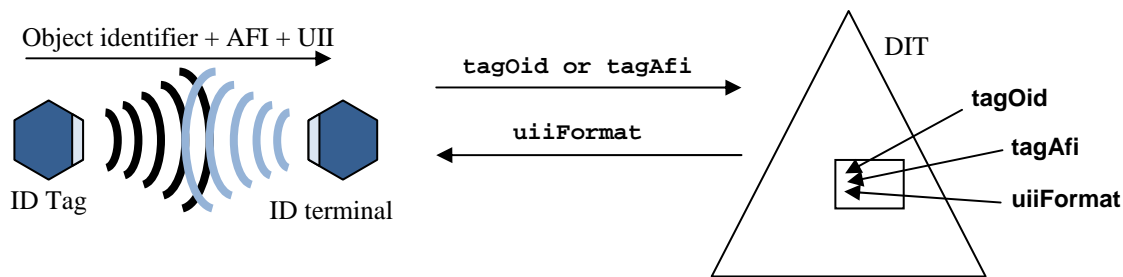 Object identifier + AFI + UII
ID Tag
ID terminal
tagOid or tagAfi
uiiFormat
DIT
tagOid
tagAfi
uiiFormat